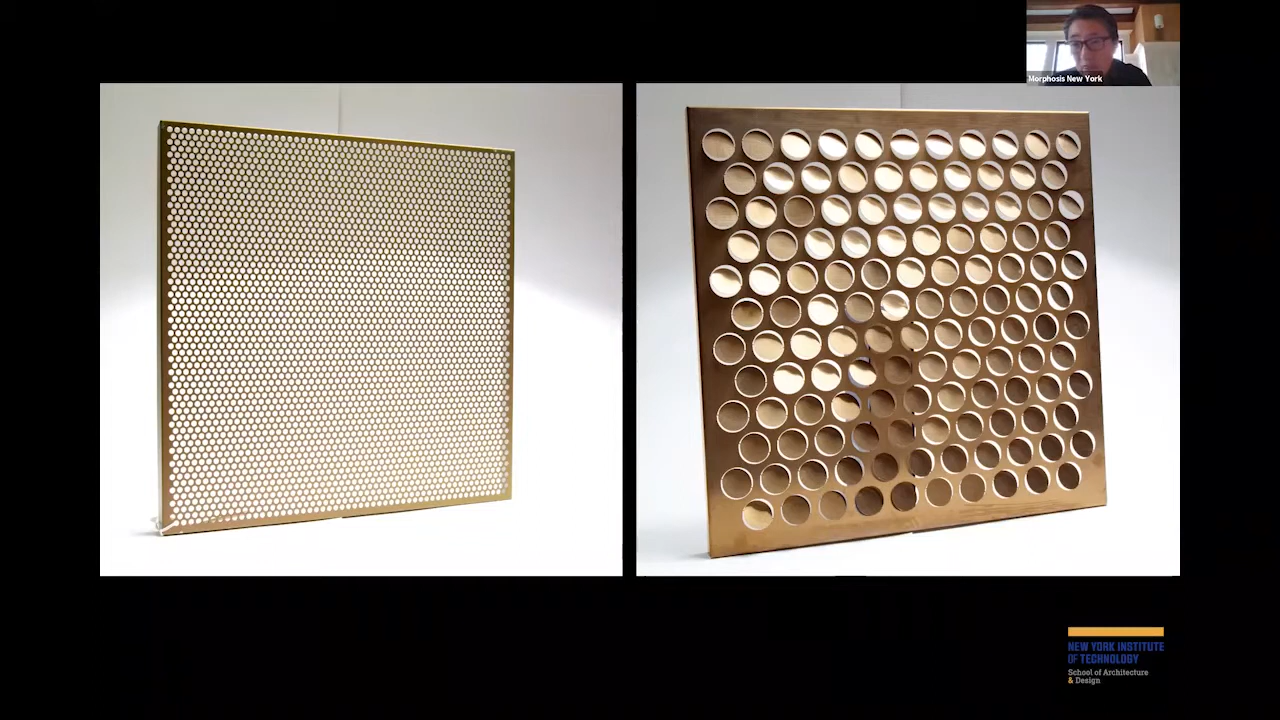 Morphosis New York
NEW YORK INSTITUTE
OF TECHNOLOGY
School of Architecture
& Design